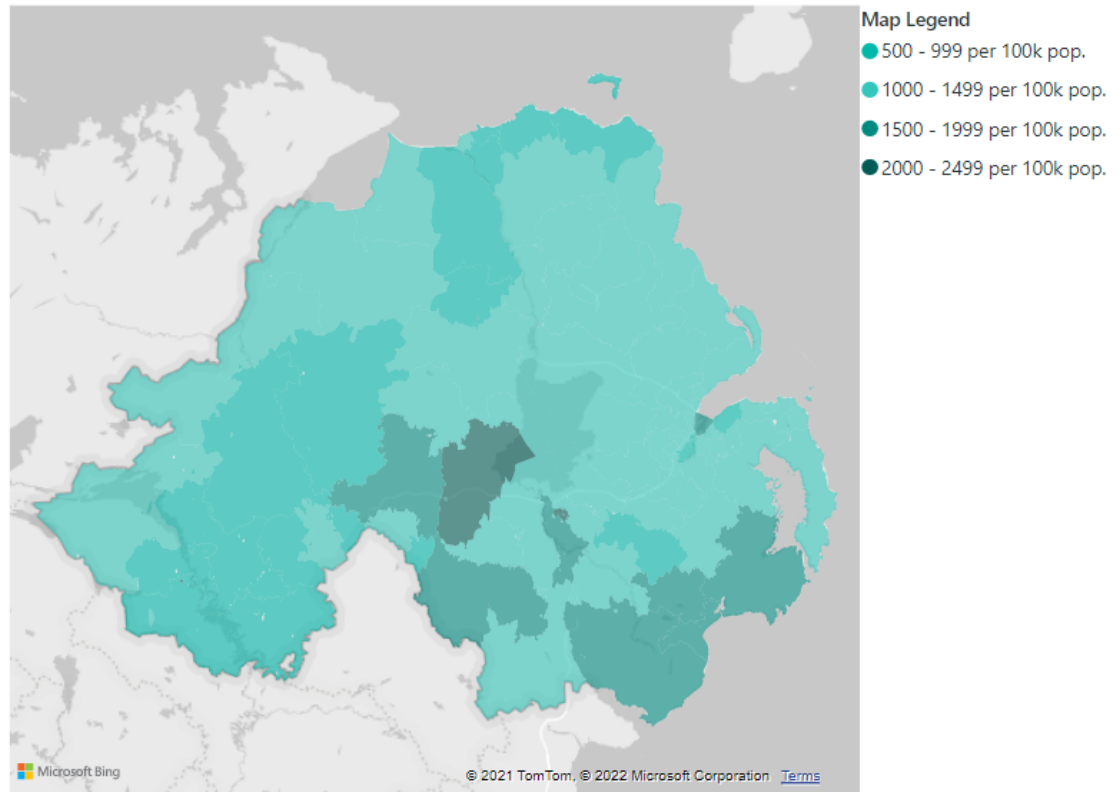 Map Legend
500 - 999 per 100k pop.
1000 - 1499 per 100k pop.
1500 - 1999 per 100k pop.
2000 - 2499 per 100k pop.
Microsoft Bing
© 2021 TomTom, © 2022 Microsoft Corporation Terms